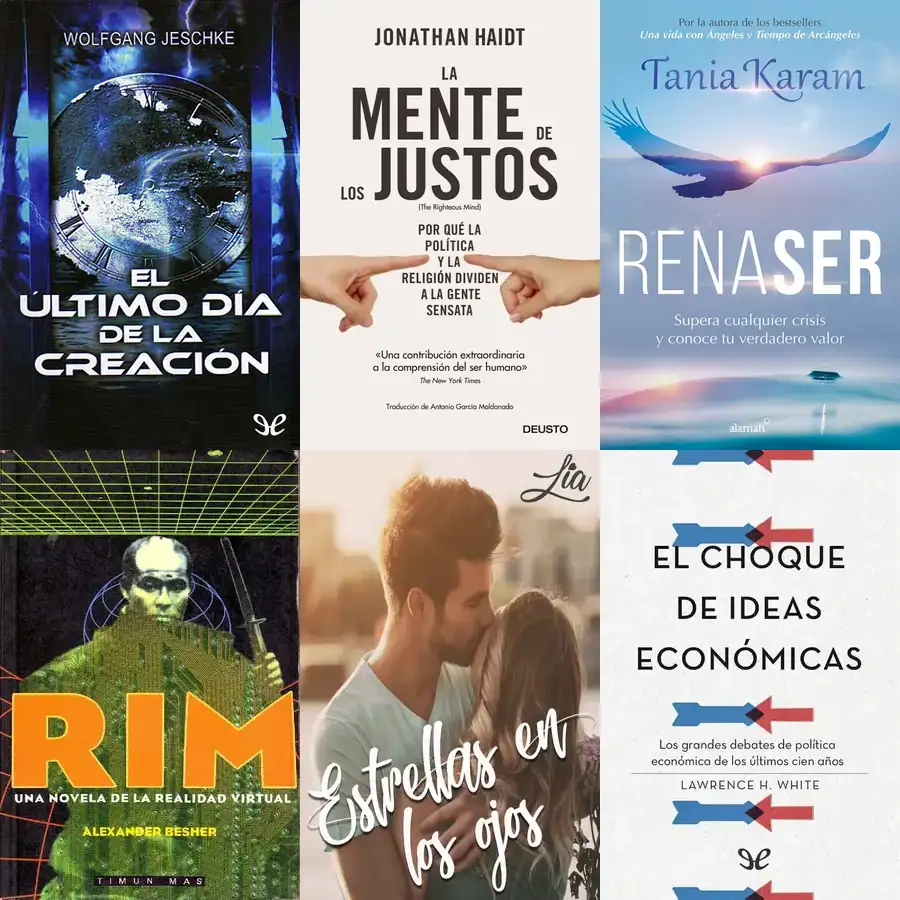 WOLFGANG JESCHKE
EL
ÚLTIMO DÍA
DE LA
CREACIÓN
JONATHAN HAIDT
LA
MENTE DE
LOS JUSTOS
(The Righteous Mind)
POR QUÉ LA
POLÍTICA
Y LA
RELIGIÓN DIVIDEN
A LA GENTE
SENSATA
«Una contribución extraordinaria
a la comprensión del ser humano»
The New York Times
Traducción de Antonio García Maldonado
DEUSTO
Por la autora de los bestsellers
Una vida con Ángeles y Tiempo de Arcángeles
Tania Karam
RENASER
Supera cualquier crisis
y conoce tu verdadero valor
alamah
RIM
UNA NOVELA DE LA REALIDAD VIRTUAL
ALEXANDER BESHER
TIMUN MAS
Lia
Estrellas en
los ojos
EL CHOQUE
DE IDEAS
ECONÓMICAS
Los grandes debates de política
económica de los últimos cien años
LAWRENCE H. WHITE